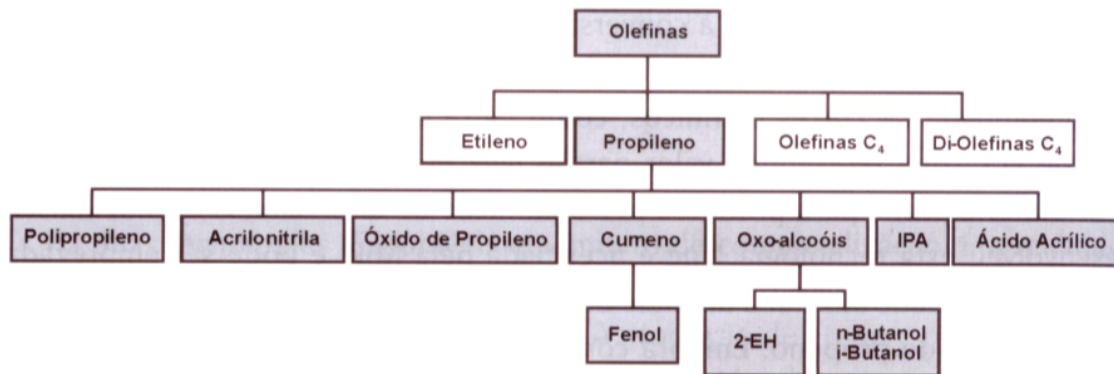 Olefinas
Etileno
Propileno
Olefinas C₄
Di-Olefinas C₄
Polipropileno
Acrilonitrila
Óxido de Propileno
Cumeno
Oxo-alcoóis
IPA
Ácido Acrílico
Fenol
2-EH
n-Butanol
i-Butanol